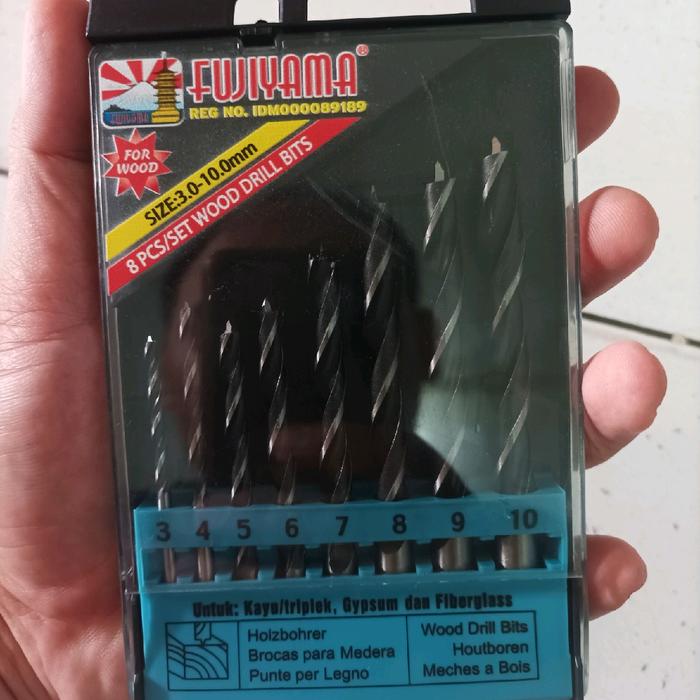 FUJIYAMA®
REG NO. IDM000089189
FUJIYAMA
FOR
WOOD
SIZE:3.0-10.0mm
8 PCS/SET WOOD DRILL BITS
3 4 5 6 7 8 9 10
Untuk: Kayu/triplek, Gypsum dan Fiberglass
Holzbohrer
Brocas para Medera
Punte per Legno
Wood Drill Bits
Houtboren
Meches a Bois